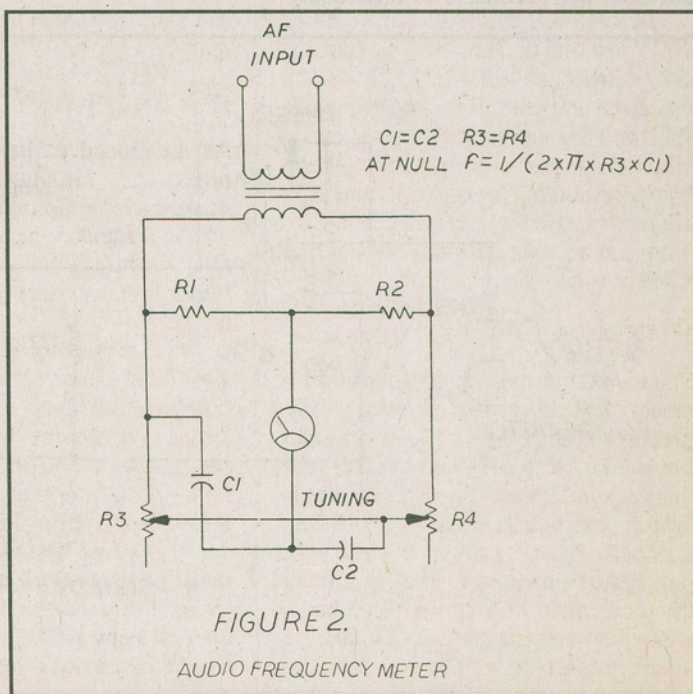 AF
INPUT
C1=C2 R3=R4
AT NULL F=1/(2×π×R3×C1)
R1
R2
C1
TUNING
R3
R4
C2
FIGURE 2.
AUDIO FREQUENCY METER